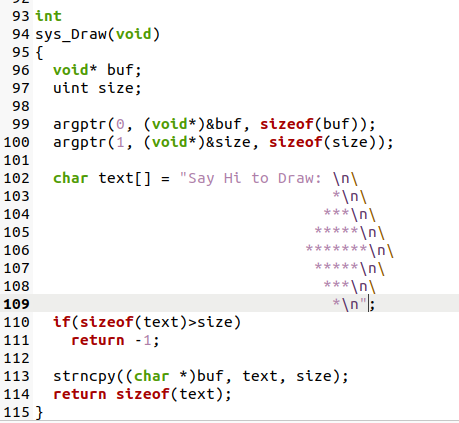 93 int
94 sys_Draw(void)
95 {
96   void* buf;
97   uint size;
98
99   argptr(0, (void*)&buf, sizeof(buf));
100   argptr(1, (void*)&size, sizeof(size));
101
102   char text[] = "Say Hi to Draw: \n\
103                                  *\n\
104                                 ***\n\
105                                *****\n\
106                               *******\n\
107                                *****\n\
108                                 ***\n\
109                                  *\n";
110   if(sizeof(text)>size)
111     return -1;
112
113   strncpy((char *)buf, text, size);
114   return sizeof(text);
115 }